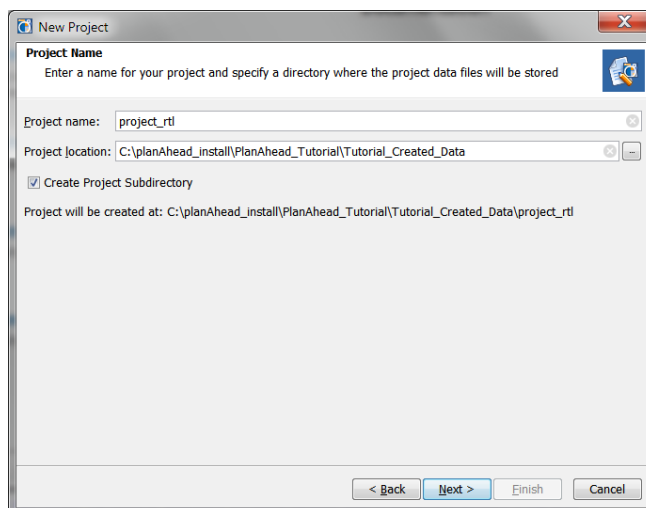 New Project
Project Name
Enter a name for your project and specify a directory where the project data files will be stored
Project name: project_rtl
Project location: C:\planAhead_install\PlanAhead_Tutorial\Tutorial_Created_Data
Create Project Subdirectory
Project will be created at: C:\planAhead_install\PlanAhead_Tutorial\Tutorial_Created_Data\project_rtl
< Back Next > Finish Cancel